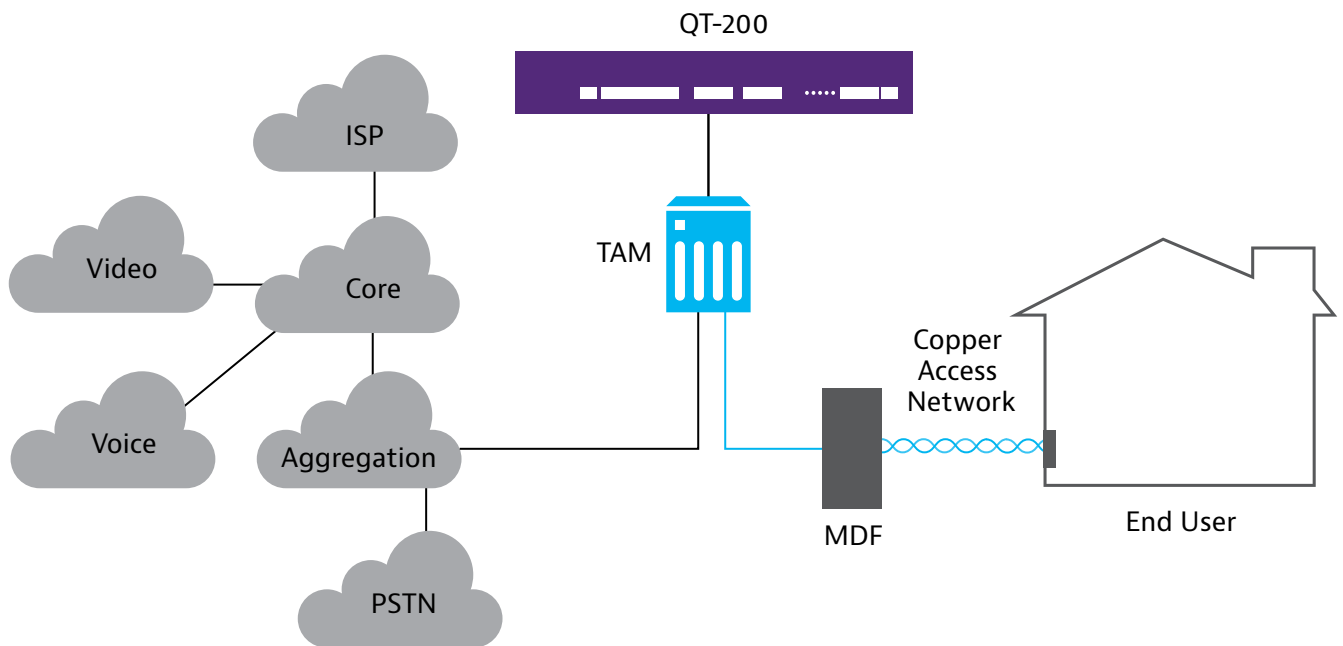 QT-200
ISP
TAM
Video
Core
Copper
Access
Network
Voice
Aggregation
End User
MDF
PSTN